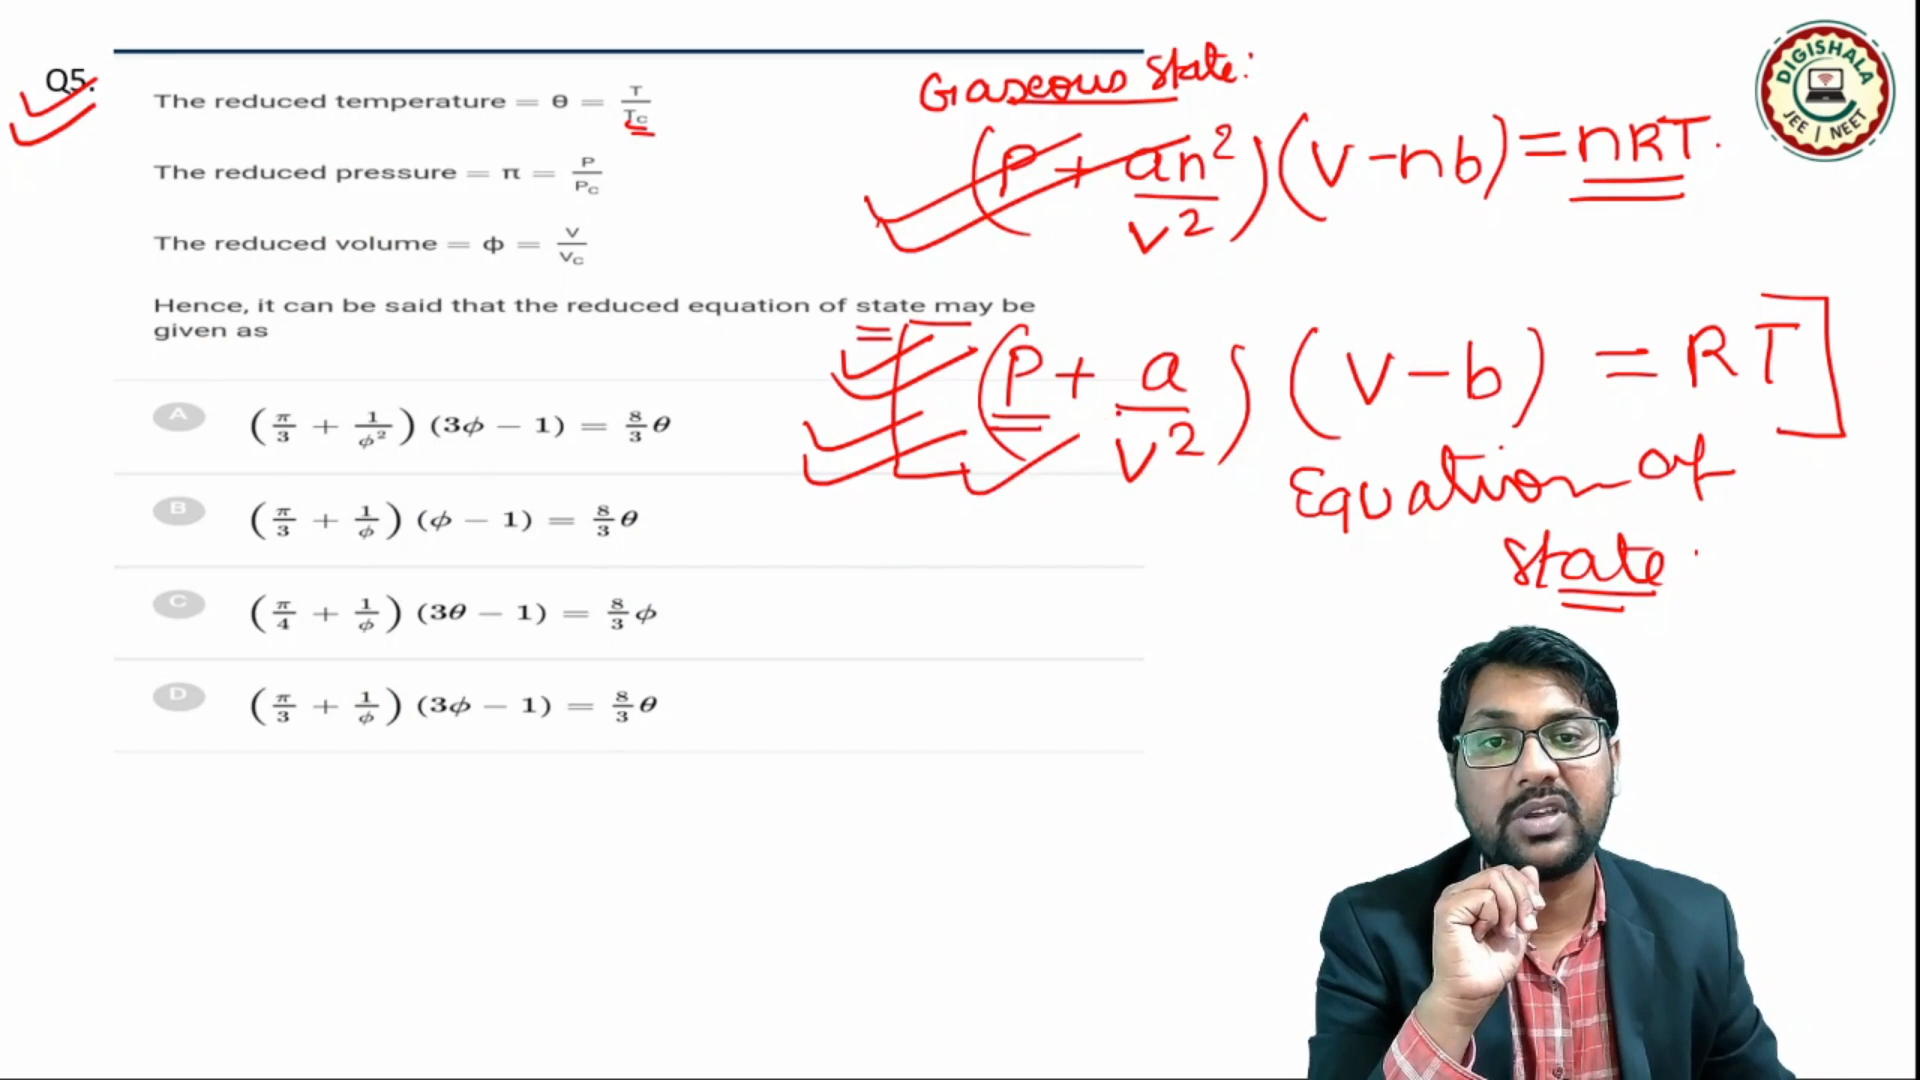 Q5.
The reduced temperature = θ = T/Tc
The reduced pressure = π = P/Pc
The reduced volume = ϕ = V/Vc
Hence, it can be said that the reduced equation of state may be
given as
A (π/3 + 1/ϕ²) (3ϕ − 1) = 8/3 θ
B (π/3 + 1/ϕ) (ϕ − 1) = 8/3 θ
C (π/4 + 1/ϕ) (3θ − 1) = 8/3 ϕ
D (π/3 + 1/ϕ) (3ϕ − 1) = 8/3 θ
Gaseous State:
(P + an²/V²) (V − nb) = nRT.
[(P + a/V²) (V − b) = RT]
Equation of
State.
DIGISHALA
JEE | NEET